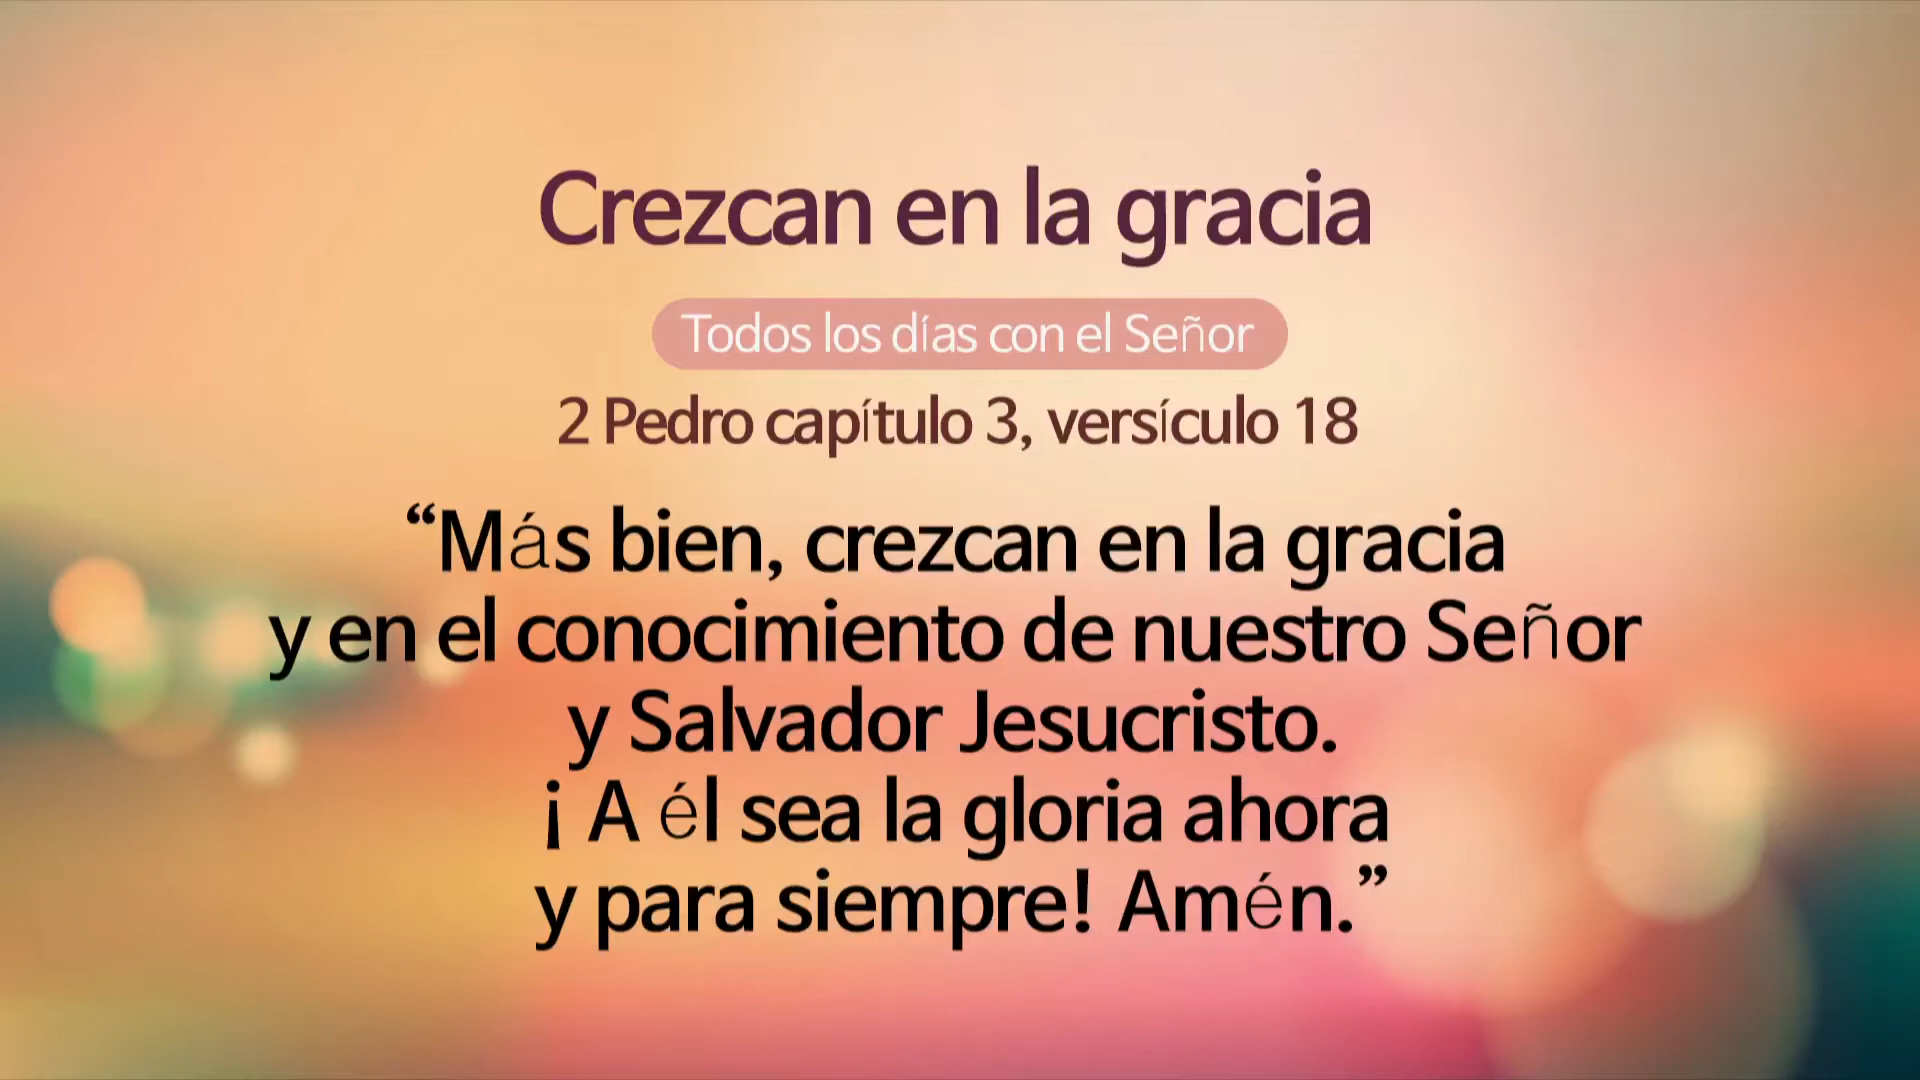 Crezcan en la gracia
Todos los días con el Señor
2 Pedro capítulo 3, versículo 18
“Más bien, crezcan en la gracia
y en el conocimiento de nuestro Señor
y Salvador Jesucristo.
¡ A él sea la gloria ahora
y para siempre! Amén.”